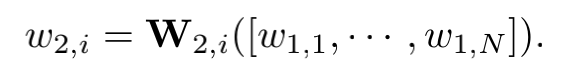 w_{2,i} = \mathbf{W}_{2,i}([w_{1,1}, \cdots, w_{1,N}]).